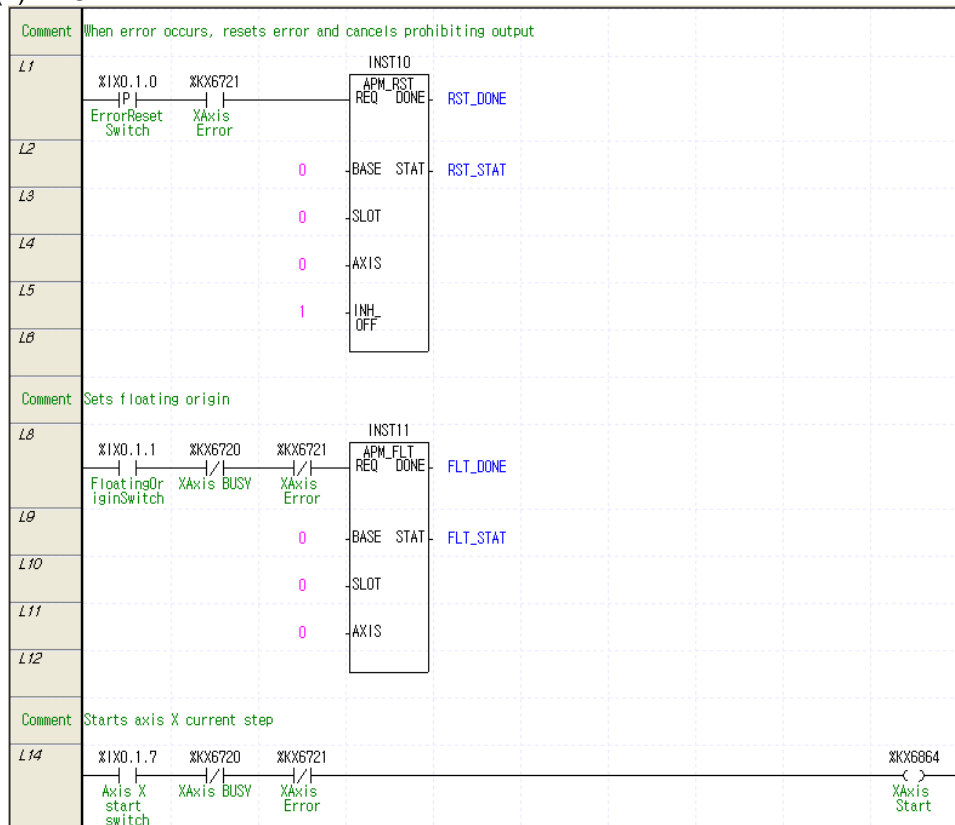 Comment When error occurs, resets error and cancels prohibiting output
L1
INST10
%IX0.1.0 %KX6721 APM_RST
P REQ DONE RST_DONE
ErrorReset XAxis
Switch Error
L2
0 BASE STAT RST_STAT
L3
0 SLOT
L4
0 AXIS
L5
1 INH_
OFF
L6
Comment Sets floating origin
L8
INST11
%IX0.1.1 %KX6720 %KX6721 APM_FLT
REQ DONE FLT_DONE
FloatingOr XAxis BUSY XAxis
iginSwitch Error
L9
0 BASE STAT FLT_STAT
L10
0 SLOT
L11
0 AXIS
L12
Comment Starts axis X current step
L14
%IX0.1.7 %KX6720 %KX6721 %KX6864
Axis X XAxis BUSY XAxis XAxis
start Error Start
switch